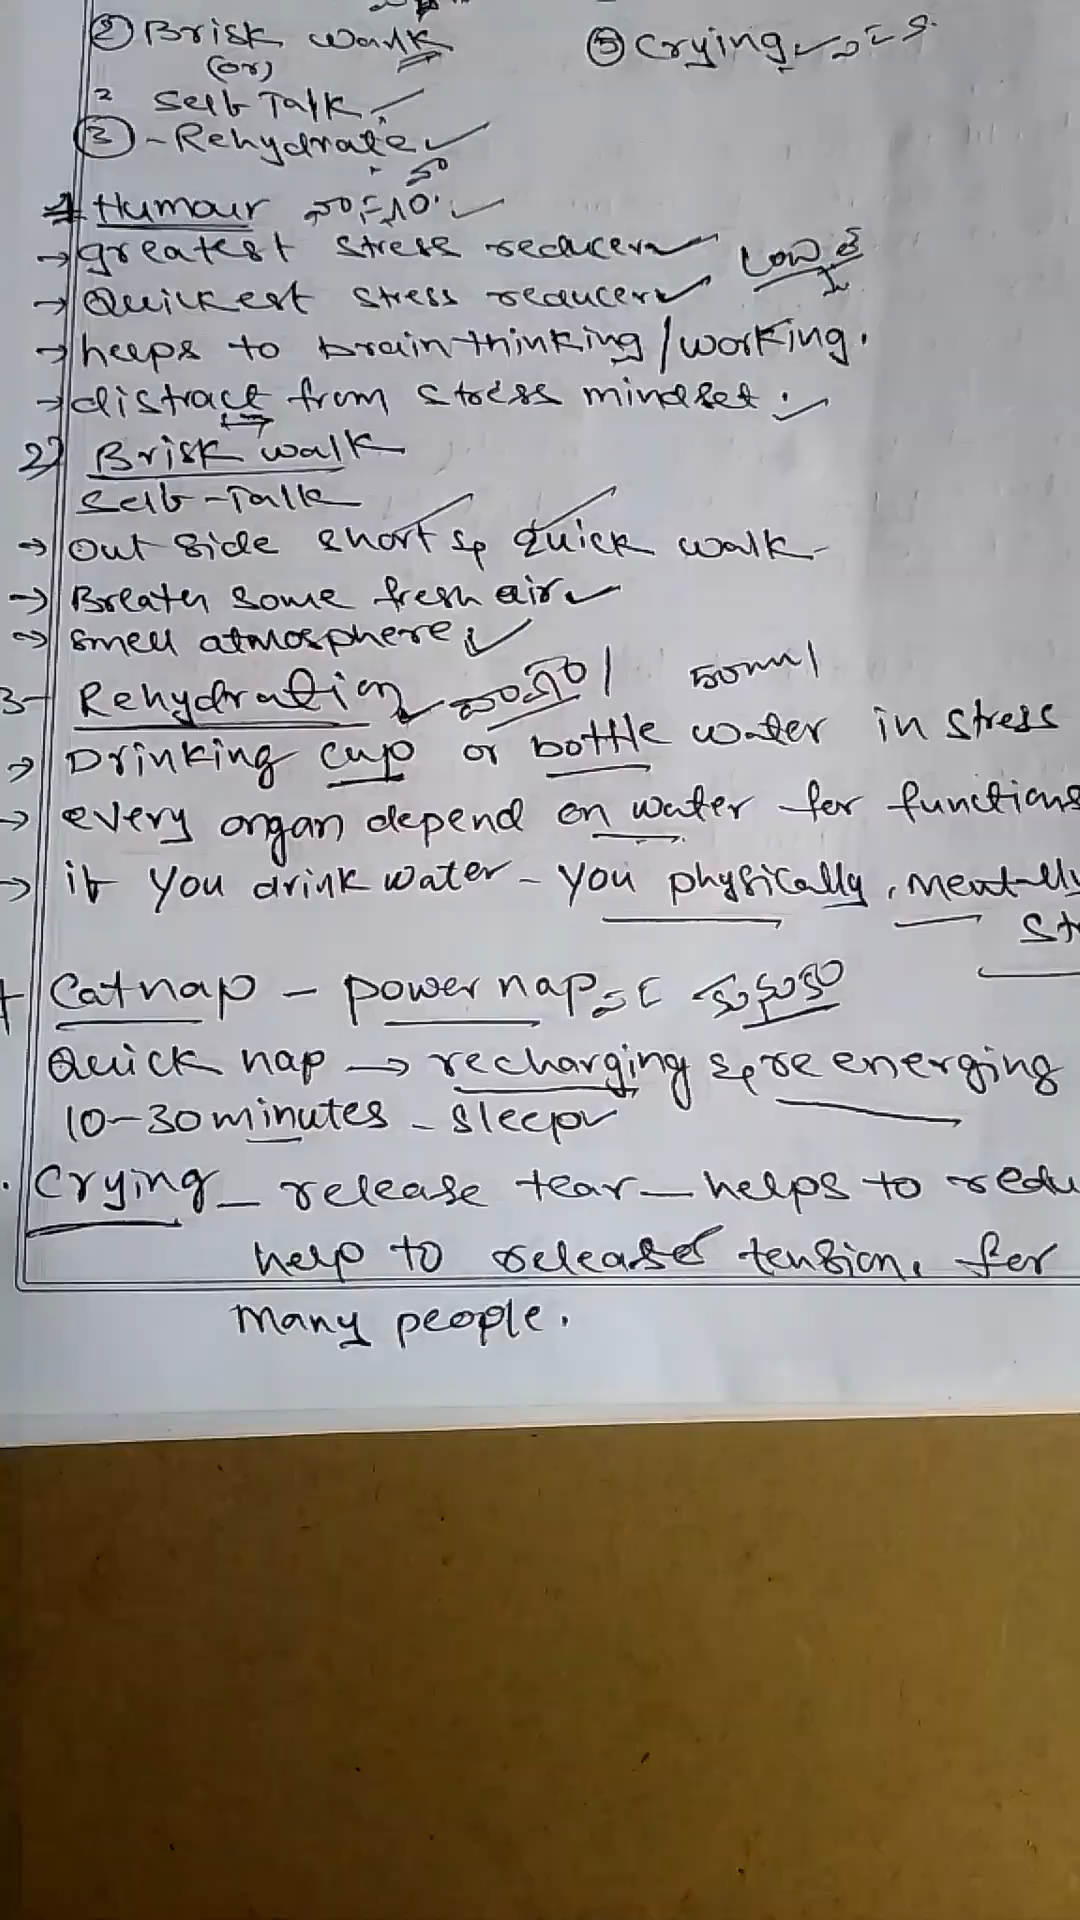 ② Brisk walk ⑤ Crying
(or)
2 Self Talk
③ - Rehydrate
1 Humour
→ greatest stress reducer
→ Quickest stress reducer
→ helps to brain thinking / working.
→ distract from stress mindset.
2) Brisk walk
Self-Talk
→ Out side short & quick walk-
→ Breath some fresh air
→ smell atmosphere
3- Rehydration
→ Drinking cup or bottle water in stress
→ every organ depend on water for functions
→ if you drink water - you physically, mentally
Catnap - power nap
Quick nap → recharging & re energing
10-30 minutes - sleep
Crying - release tear - helps to redu
help to release tension, for
many people.